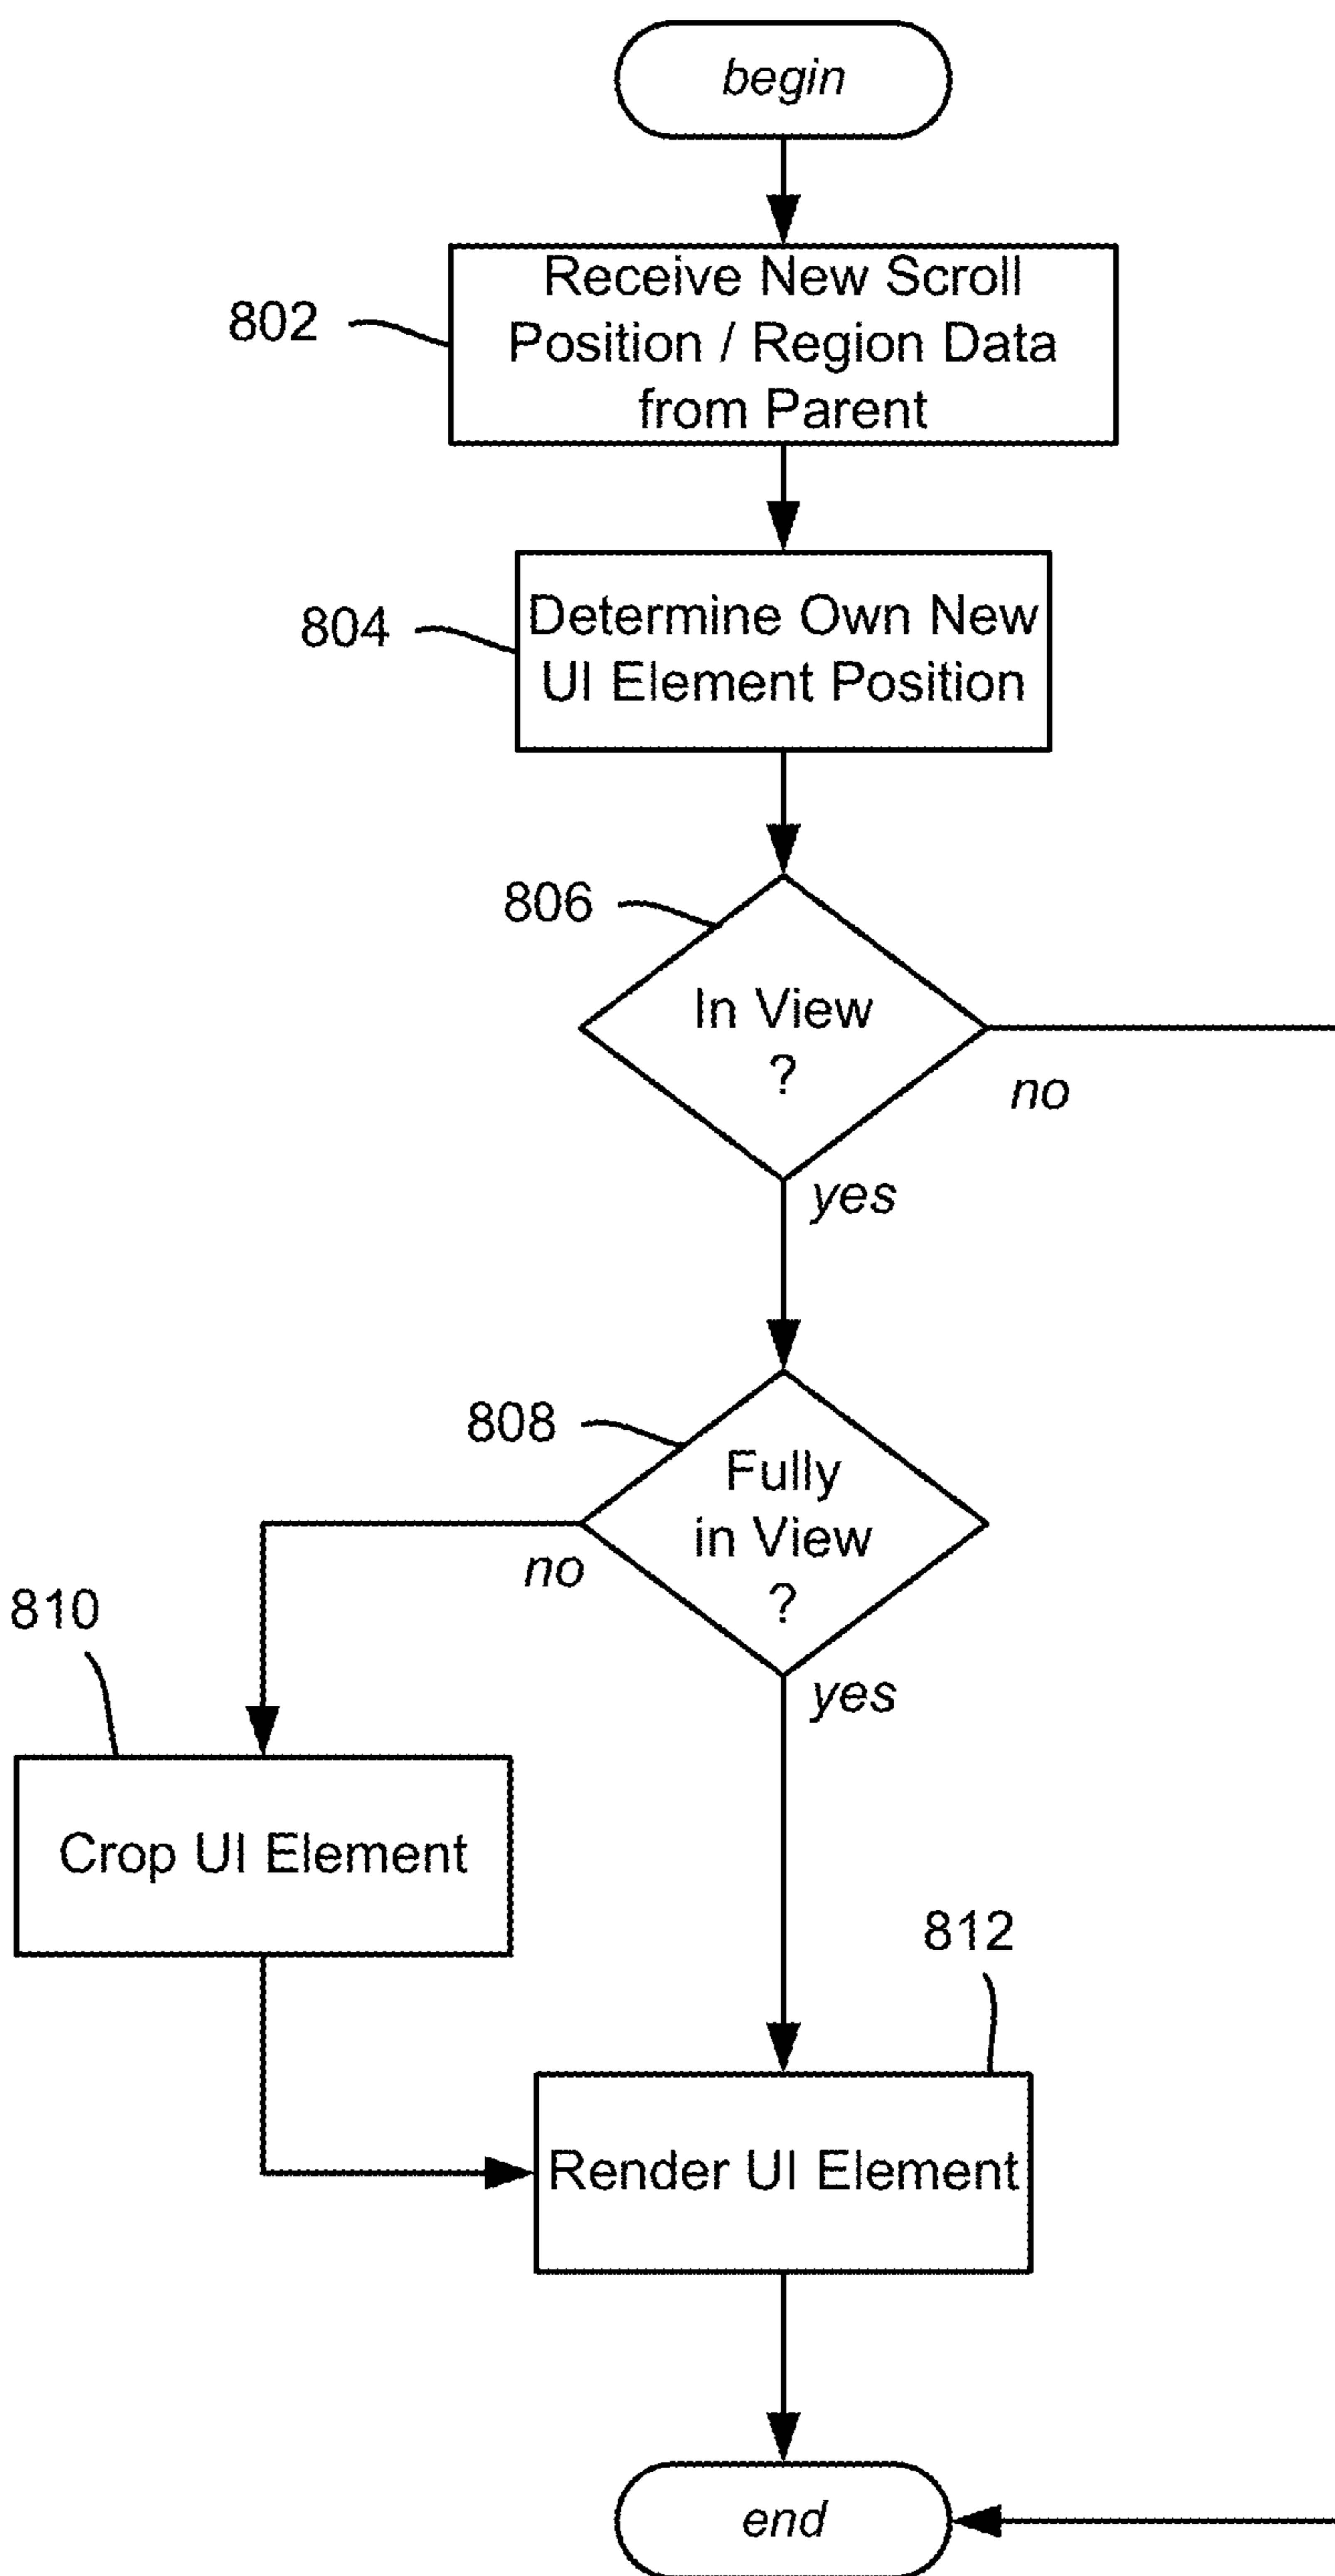 begin
802
Receive New Scroll
Position / Region Data
from Parent
804
Determine Own New
UI Element Position
806
In View
?
no
yes
808
Fully
in View
?
no
yes
810
Crop UI Element
812
Render UI Element
end